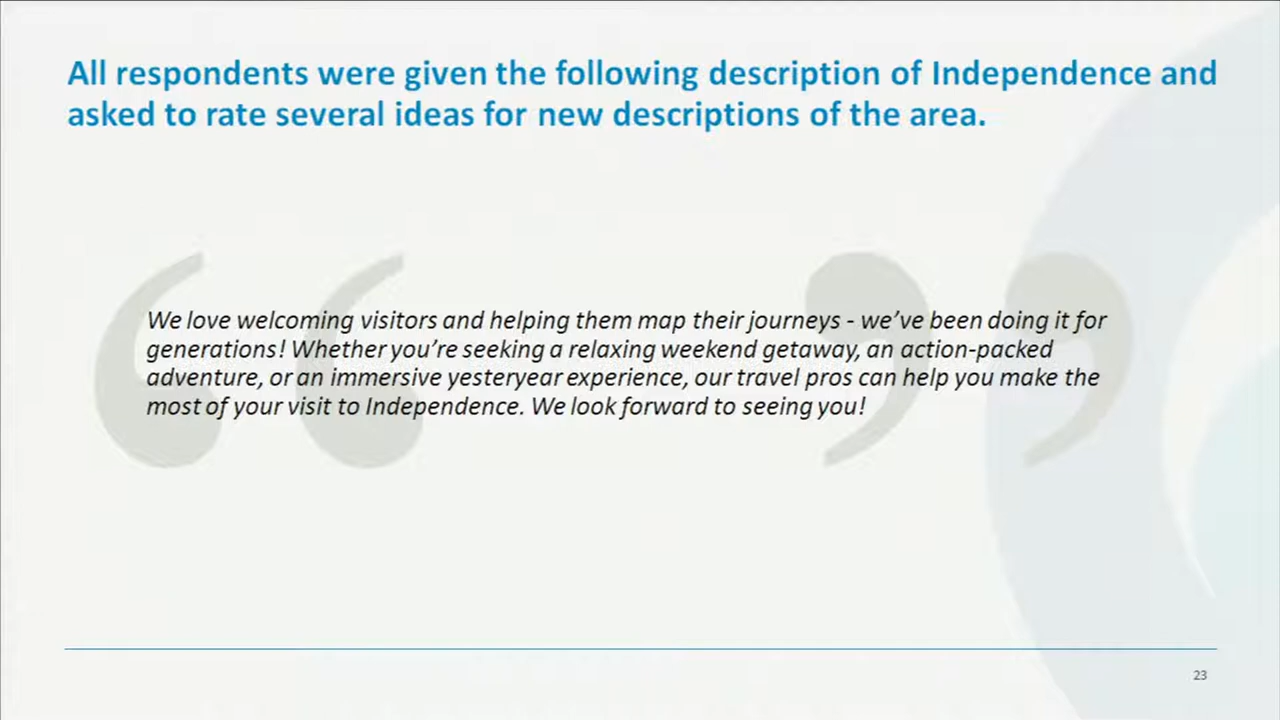 All respondents were given the following description of Independence and
asked to rate several ideas for new descriptions of the area.
We love welcoming visitors and helping them map their journeys - we’ve been doing it for
generations! Whether you’re seeking a relaxing weekend getaway, an action-packed
adventure, or an immersive yesteryear experience, our travel pros can help you make the
most of your visit to Independence. We look forward to seeing you!
23